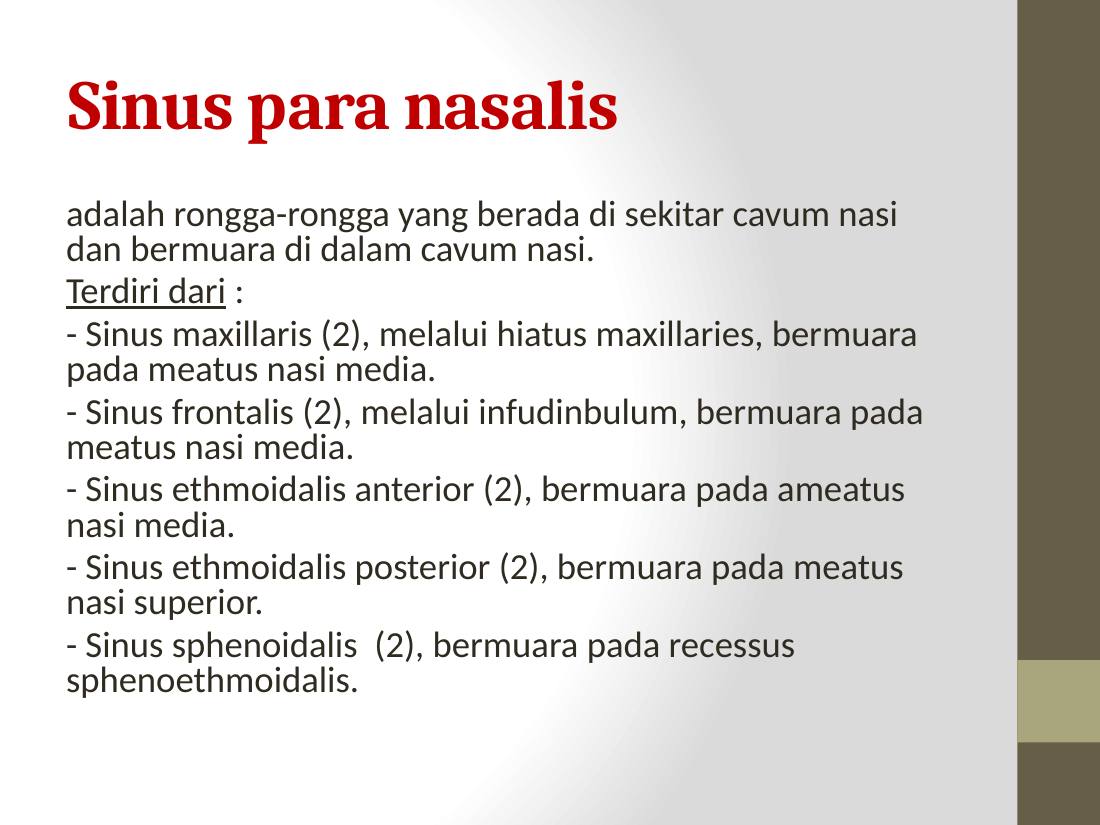 Sinus para nasalis
adalah rongga-rongga yang berada di sekitar cavum nasi
dan bermuara di dalam cavum nasi.
Terdiri dari :
- Sinus maxillaris (2), melalui hiatus maxillaries, bermuara
pada meatus nasi media.
- Sinus frontalis (2), melalui infudinbulum, bermuara pada
meatus nasi media.
- Sinus ethmoidalis anterior (2), bermuara pada ameatus
nasi media.
- Sinus ethmoidalis posterior (2), bermuara pada meatus
nasi superior.
- Sinus sphenoidalis  (2), bermuara pada recessus
sphenoethmoidalis.